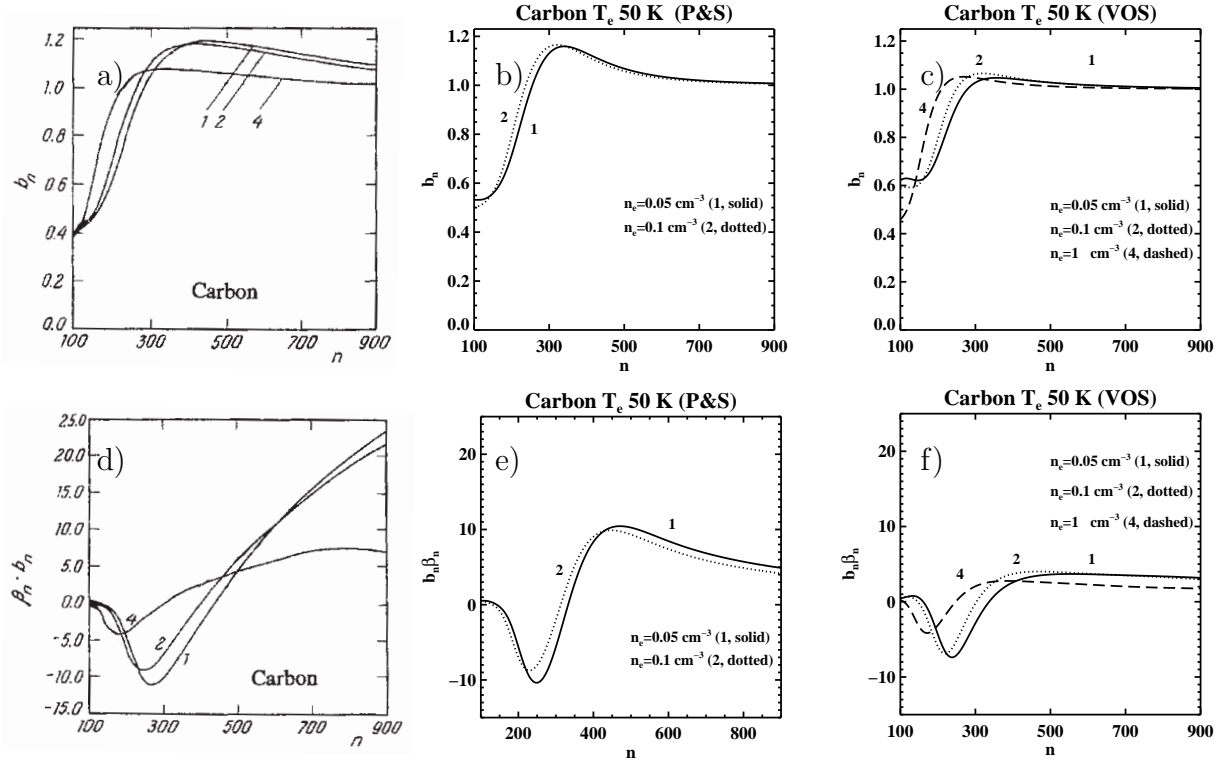 a)
1.2
1.0
0.8
0.6
0.4
0.2
0.0
b_n
1 2 4
Carbon
100 300 500 700 900
n
Carbon T_e 50 K (P&S)
b)
1.2
1.0
0.8
0.6
0.4
0.2
0.0
b_n
2
1
n_e=0.05 cm⁻³ (1, solid)
n_e=0.1 cm⁻³ (2, dotted)
100 300 500 700 900
n
Carbon T_e 50 K (VOS)
c)
1.2
1.0
0.8
0.6
0.4
0.2
0.0
b_n
2 1
4
n_e=0.05 cm⁻³ (1, solid)
n_e=0.1 cm⁻³ (2, dotted)
n_e=1 cm⁻³ (4, dashed)
100 300 500 700 900
n
d)
25.0
20.0
15.0
10.0
5.0
0.0
-5.0
-10.0
-15.0
β_n · b_n
4
2
1
Carbon
100 300 500 700 900
n
Carbon T_e 50 K (P&S)
e)
20
10
0
−10
b_nβ_n
1
2
n_e=0.05 cm⁻³ (1, solid)
n_e=0.1 cm⁻³ (2, dotted)
200 400 600 800
n
Carbon T_e 50 K (VOS)
f)
20
10
0
−10
b_nβ_n
n_e=0.05 cm⁻³ (1, solid)
n_e=0.1 cm⁻³ (2, dotted)
n_e=1 cm⁻³ (4, dashed)
4 2 1
100 300 500 700 900
n